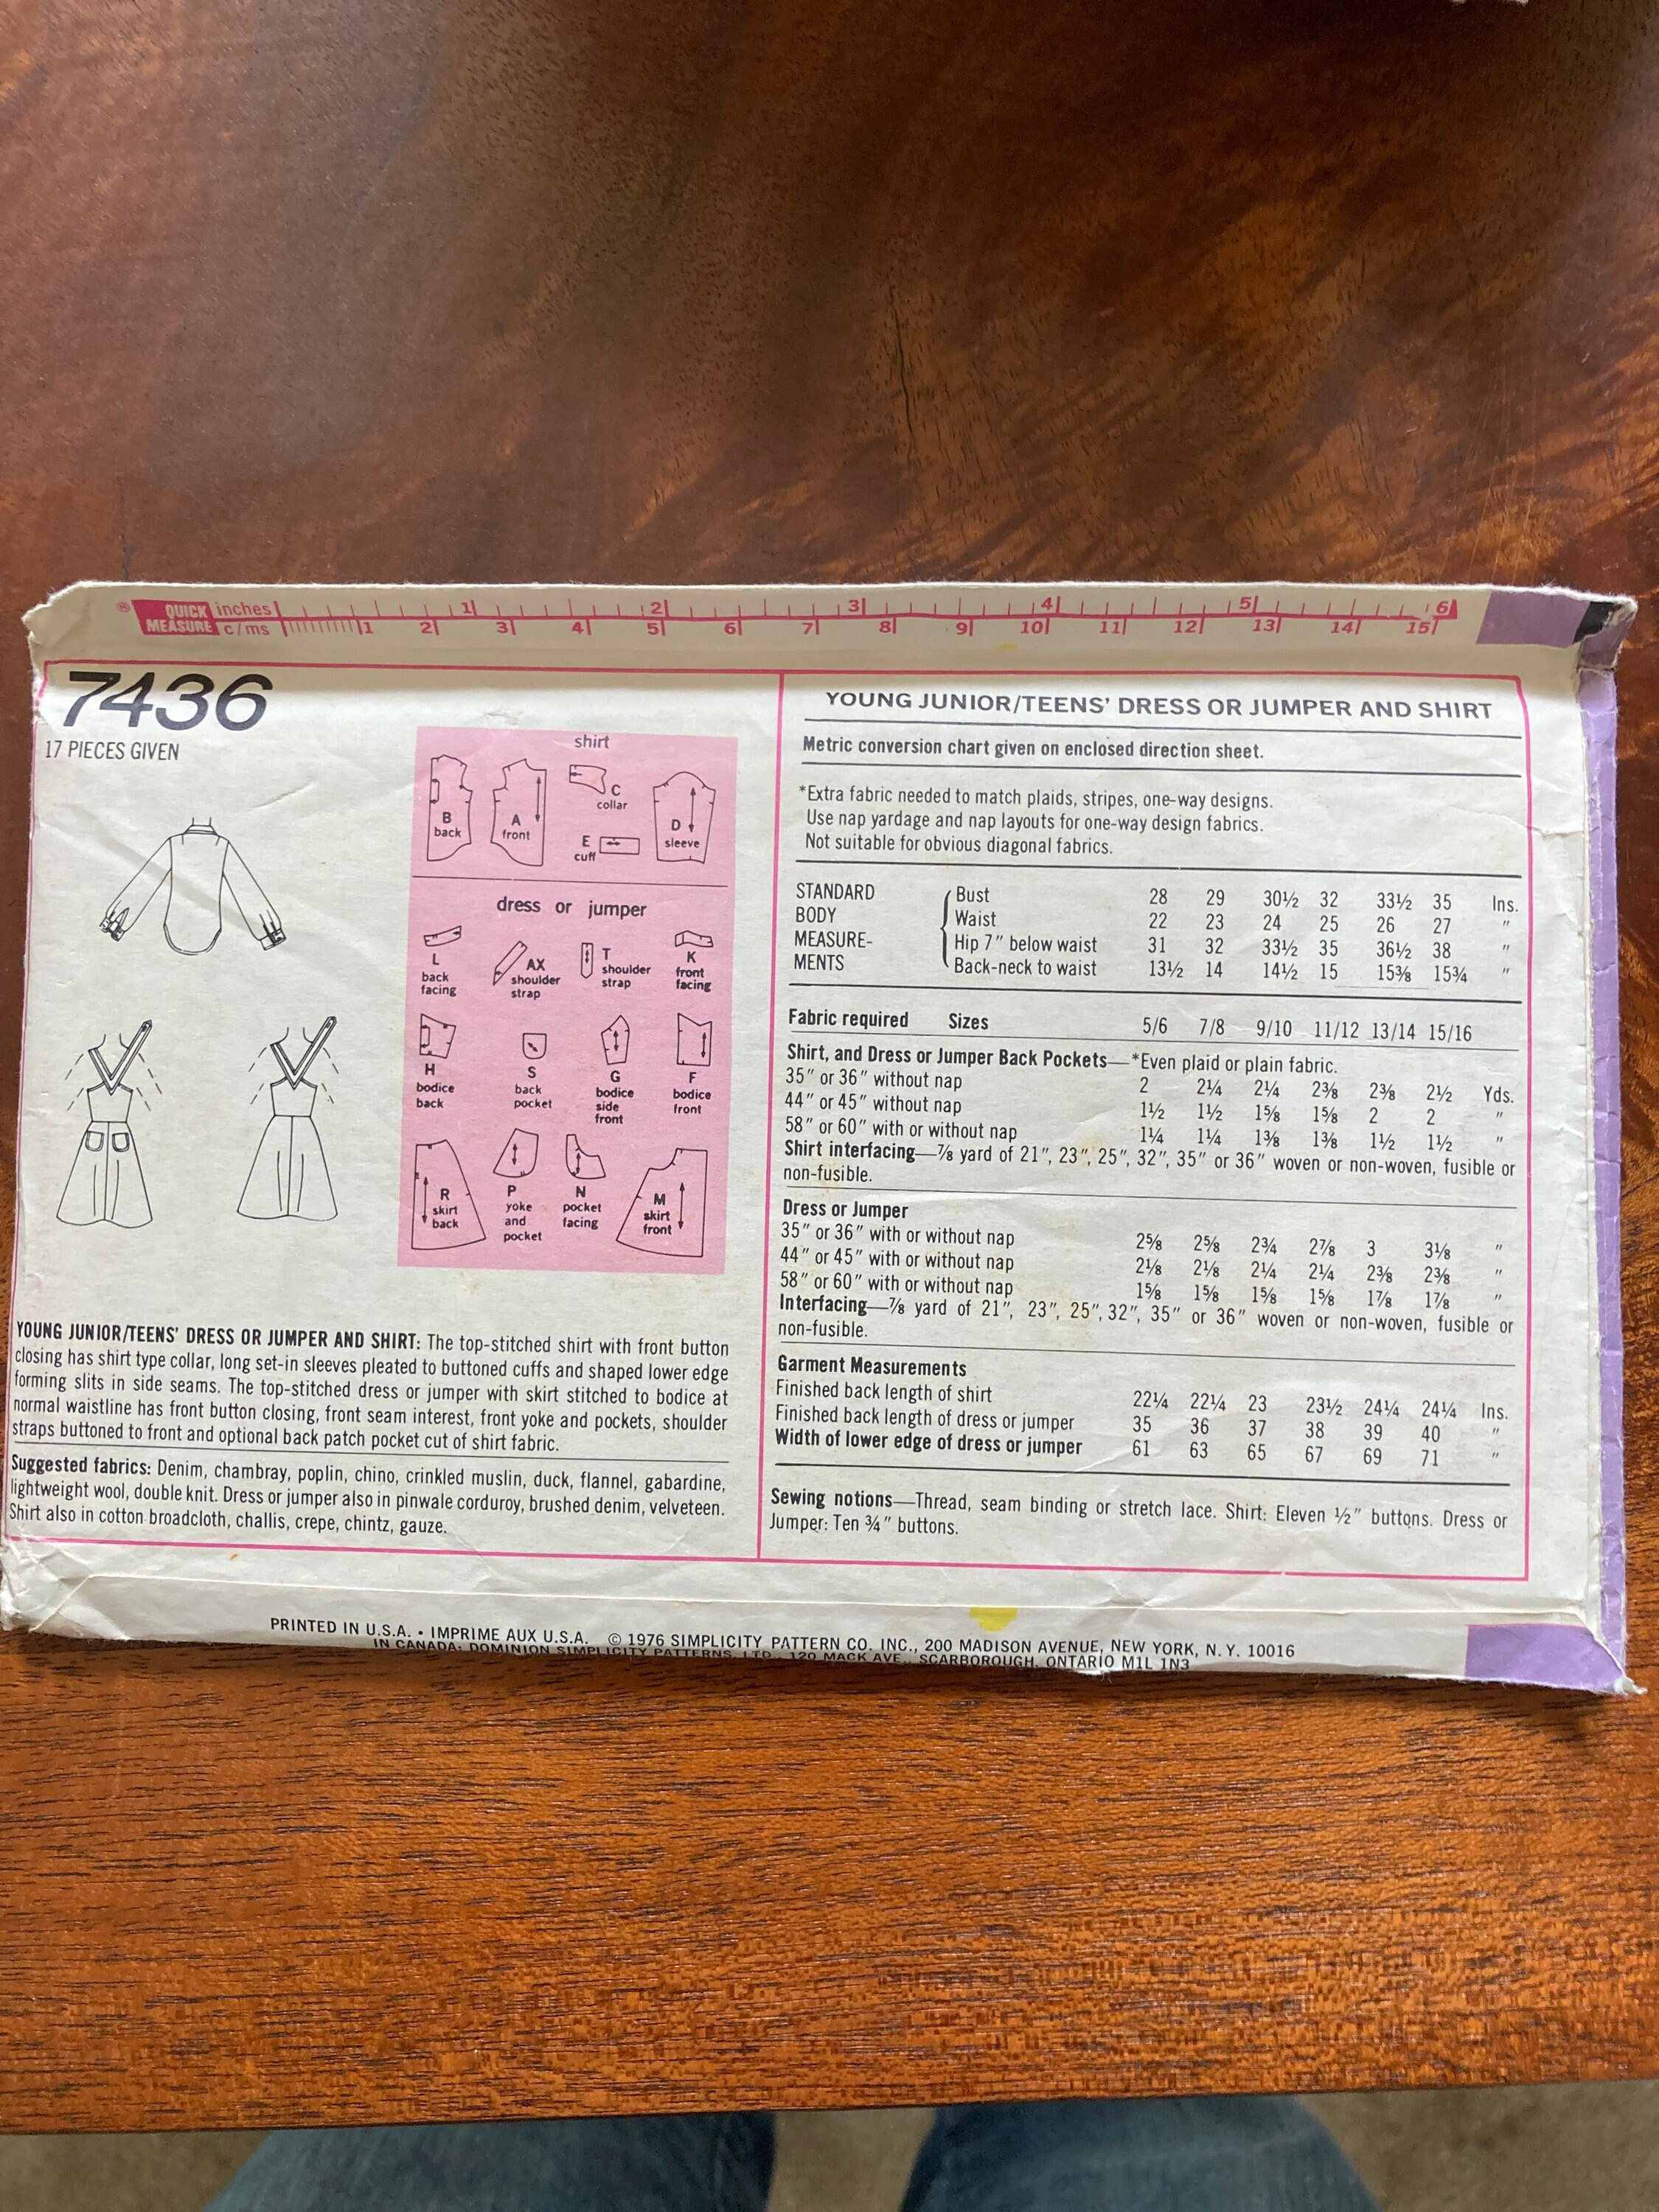 ® QUICK MEASURE inches 1 2 3 4 5 6
c/ms 1 2 3 4 5 6 7 8 9 10 11 12 13 14 15
7436
17 PIECES GIVEN
shirt
B back
A front
C collar
E cuff
D sleeve
dress or jumper
L back facing
AX shoulder strap
T shoulder strap
K front facing
H bodice back
S back pocket
G bodice side front
F bodice front
R skirt back
P yoke and pocket
N pocket facing
M skirt front
YOUNG JUNIOR/TEENS' DRESS OR JUMPER AND SHIRT: The top-stitched shirt with front button
closing has shirt type collar, long set-in sleeves pleated to buttoned cuffs and shaped lower edge
forming slits in side seams. The top-stitched dress or jumper with skirt stitched to bodice at
normal waistline has front button closing, front seam interest, front yoke and pockets, shoulder
straps buttoned to front and optional back patch pocket cut of shirt fabric.
Suggested fabrics: Denim, chambray, poplin, chino, crinkled muslin, duck, flannel, gabardine,
lightweight wool, double knit. Dress or jumper also in pinwale corduroy, brushed denim, velveteen.
Shirt also in cotton broadcloth, challis, crepe, chintz, gauze.
YOUNG JUNIOR/TEENS' DRESS OR JUMPER AND SHIRT
Metric conversion chart given on enclosed direction sheet.
*Extra fabric needed to match plaids, stripes, one-way designs.
Use nap yardage and nap layouts for one-way design fabrics.
Not suitable for obvious diagonal fabrics.
STANDARD Bust 28 29 30½ 32 33½ 35 Ins.
BODY Waist 22 23 24 25 26 27 "
MEASURE- Hip 7" below waist 31 32 33½ 35 36½ 38 "
MENTS Back-neck to waist 13½ 14 14½ 15 15⅜ 15¾ "
Fabric required Sizes 5/6 7/8 9/10 11/12 13/14 15/16
Shirt, and Dress or Jumper Back Pockets—*Even plaid or plain fabric.
35" or 36" without nap 2 2¼ 2¼ 2⅜ 2⅜ 2½ Yds.
44" or 45" without nap 1½ 1½ 1⅝ 1⅝ 2 2 "
58" or 60" with or without nap 1¼ 1¼ 1⅜ 1⅜ 1½ 1½ "
Shirt interfacing—⅞ yard of 21", 23", 25", 32", 35" or 36" woven or non-woven, fusible or
non-fusible.
Dress or Jumper
35" or 36" with or without nap 2⅝ 2⅝ 2¾ 2⅞ 3 3⅛ "
44" or 45" with or without nap 2⅛ 2⅛ 2¼ 2¼ 2⅜ 2⅜ "
58" or 60" with or without nap 1⅝ 1⅝ 1⅝ 1⅝ 1⅞ 1⅞ "
Interfacing—⅞ yard of 21", 23", 25", 32", 35" or 36" woven or non-woven, fusible or
non-fusible.
Garment Measurements
Finished back length of shirt 22¼ 22¼ 23 23½ 24¼ 24¼ Ins.
Finished back length of dress or jumper 35 36 37 38 39 40 "
Width of lower edge of dress or jumper 61 63 65 67 69 71 "
Sewing notions—Thread, seam binding or stretch lace. Shirt: Eleven ½" buttons. Dress or
Jumper: Ten ¾" buttons.
PRINTED IN U.S.A. • IMPRIME AUX U.S.A. © 1976 SIMPLICITY PATTERN CO. INC., 200 MADISON AVENUE, NEW YORK, N. Y. 10016
IN CANADA: DOMINION SIMPLICITY PATTERNS, LTD., 120 MACK AVE., SCARBOROUGH, ONTARIO M1L 1N3